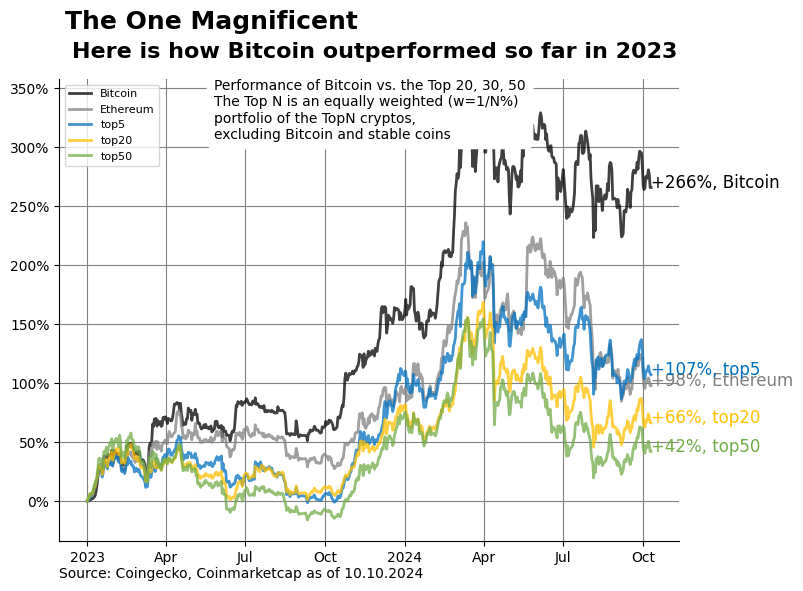 The One Magnificent
Here is how Bitcoin outperformed so far in 2023
Performance of Bitcoin vs. the Top 20, 30, 50
The Top N is an equally weighted (w=1/N%)
portfolio of the TopN cryptos,
excluding Bitcoin and stable coins
Bitcoin
Ethereum
top5
top20
top50
350%
300%
250%
200%
150%
100%
50%
0%
+266%, Bitcoin
+107%, top5
+98%, Ethereum
+66%, top20
+42%, top50
2023 Apr Jul Oct 2024 Apr Jul Oct
Source: Coingecko, Coinmarketcap as of 10.10.2024